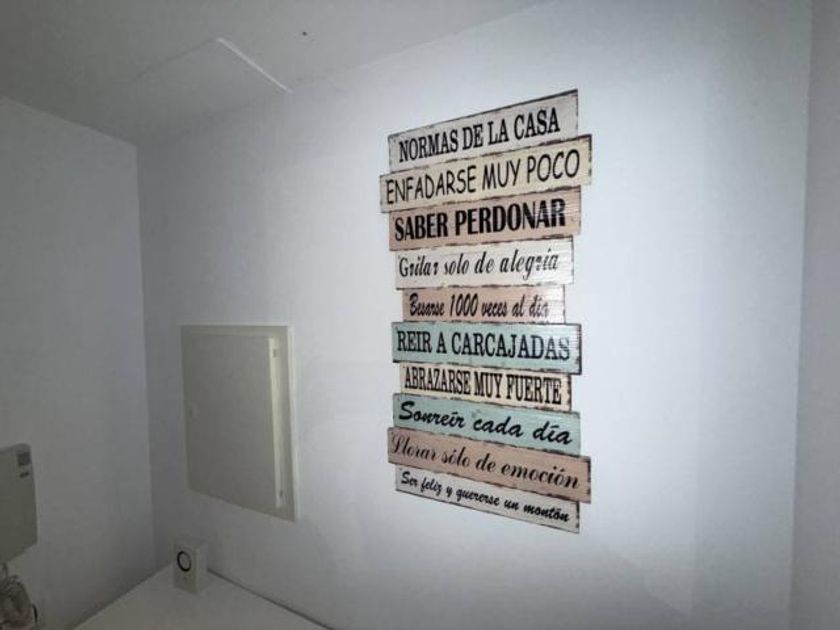 NORMAS DE LA CASA
ENFADARSE MUY POCO
SABER PERDONAR
Gritar solo de alegría
Besarse 1000 veces al día
REIR A CARCAJADAS
ABRAZARSE MUY FUERTE
Sonreír cada día
Llorar sólo de emoción
Ser feliz y quererse un montón